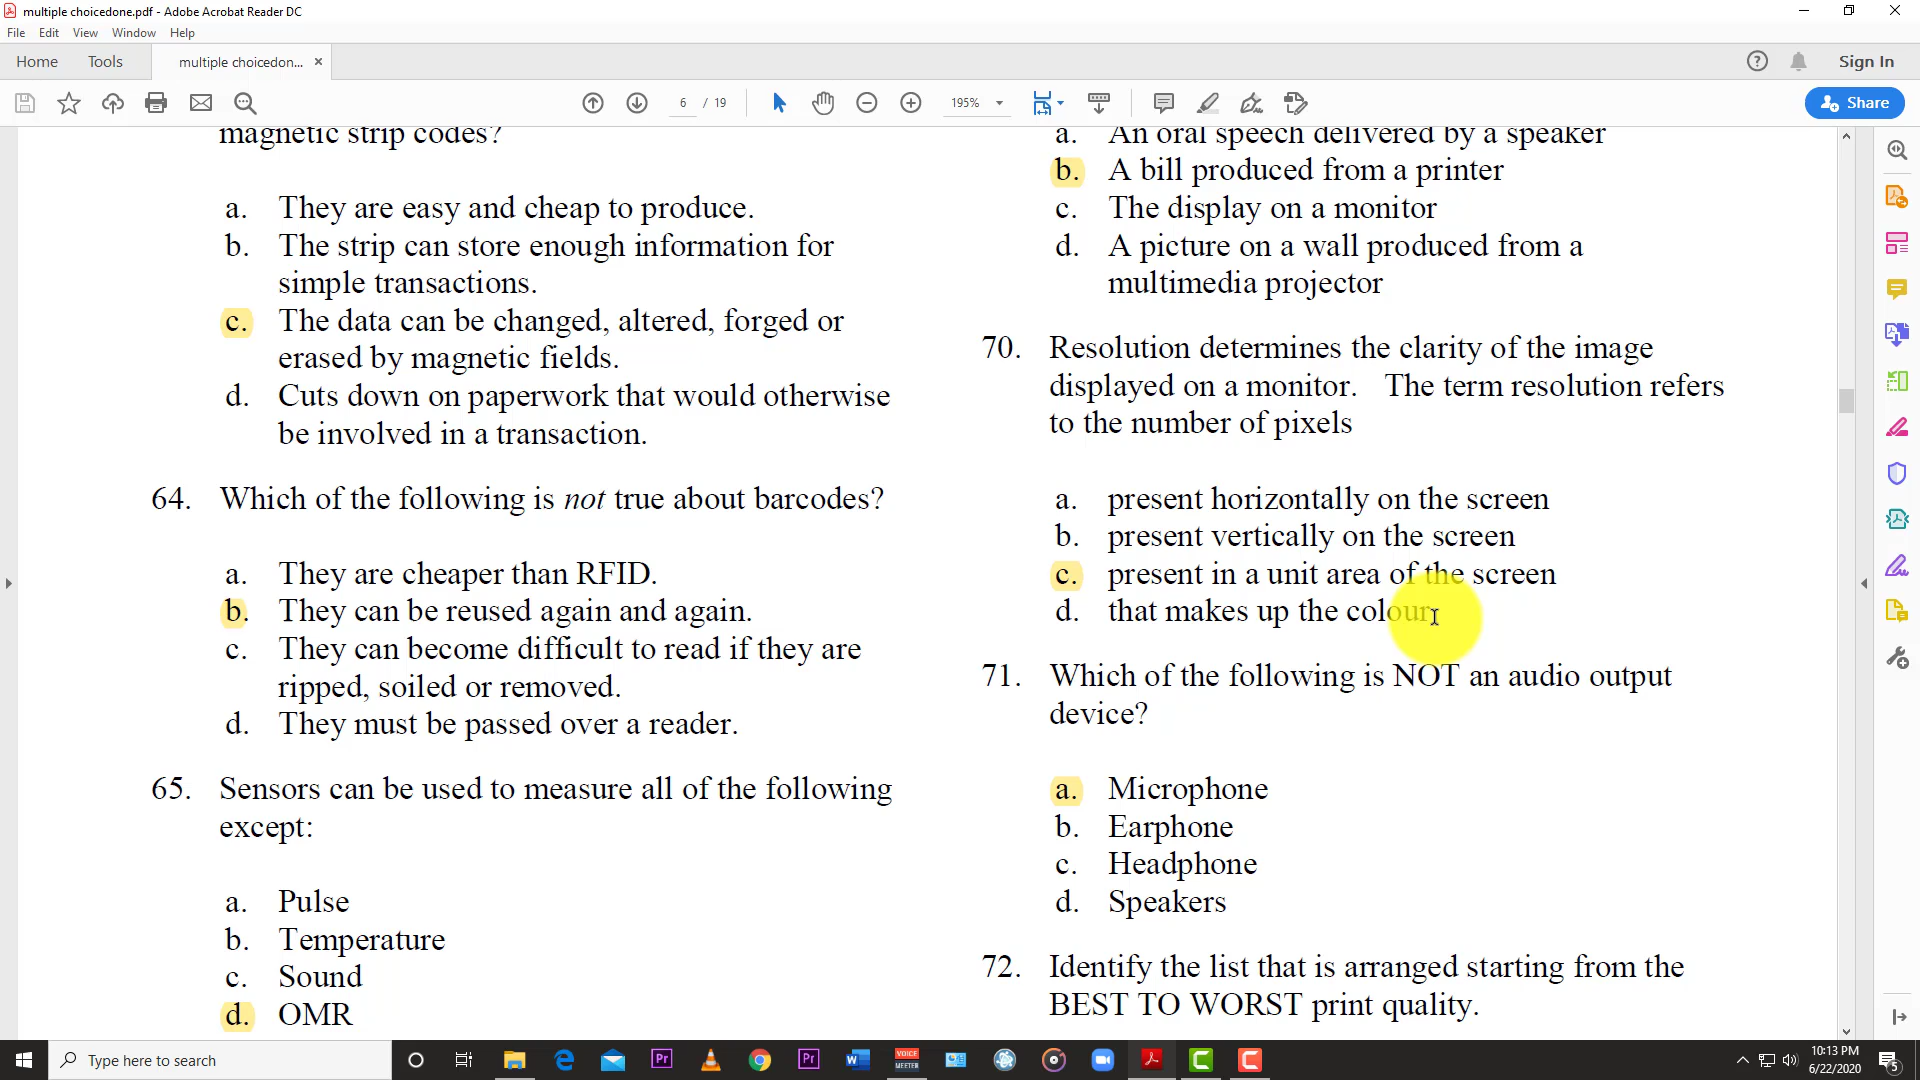 multiple choicedone.pdf - Adobe Acrobat Reader DC
File Edit View Window Help
Home Tools multiple choicedon... × Sign In
6 / 19 195% Share
magnetic strip codes?
a. They are easy and cheap to produce.
b. The strip can store enough information for
simple transactions.
c. The data can be changed, altered, forged or
erased by magnetic fields.
d. Cuts down on paperwork that would otherwise
be involved in a transaction.
64. Which of the following is not true about barcodes?
a. They are cheaper than RFID.
b. They can be reused again and again.
c. They can become difficult to read if they are
ripped, soiled or removed.
d. They must be passed over a reader.
65. Sensors can be used to measure all of the following
except:
a. Pulse
b. Temperature
c. Sound
d. OMR
a. An oral speech delivered by a speaker
b. A bill produced from a printer
c. The display on a monitor
d. A picture on a wall produced from a
multimedia projector
70. Resolution determines the clarity of the image
displayed on a monitor. The term resolution refers
to the number of pixels
a. present horizontally on the screen
b. present vertically on the screen
c. present in a unit area of the screen
d. that makes up the colour
71. Which of the following is NOT an audio output
device?
a. Microphone
b. Earphone
c. Headphone
d. Speakers
72. Identify the list that is arranged starting from the
BEST TO WORST print quality.
Type here to search
Pr
Pr
VOICE
MEETER
10:13 PM
6/22/2020
5